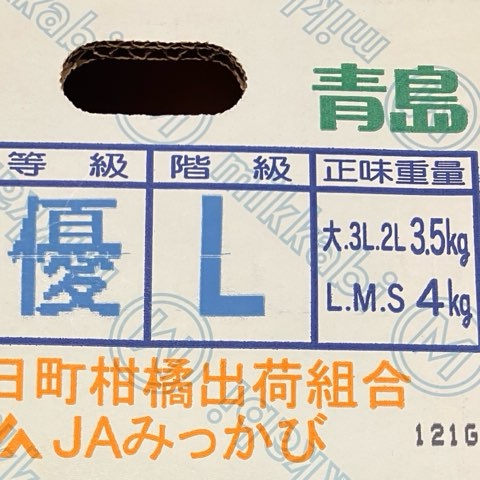 青島
等級 階級 正味重量
優 L 大.3L.2L 3.5kg
L.M.S 4kg
日町柑橘出荷組合
JAみっかび
121G
mikkabi